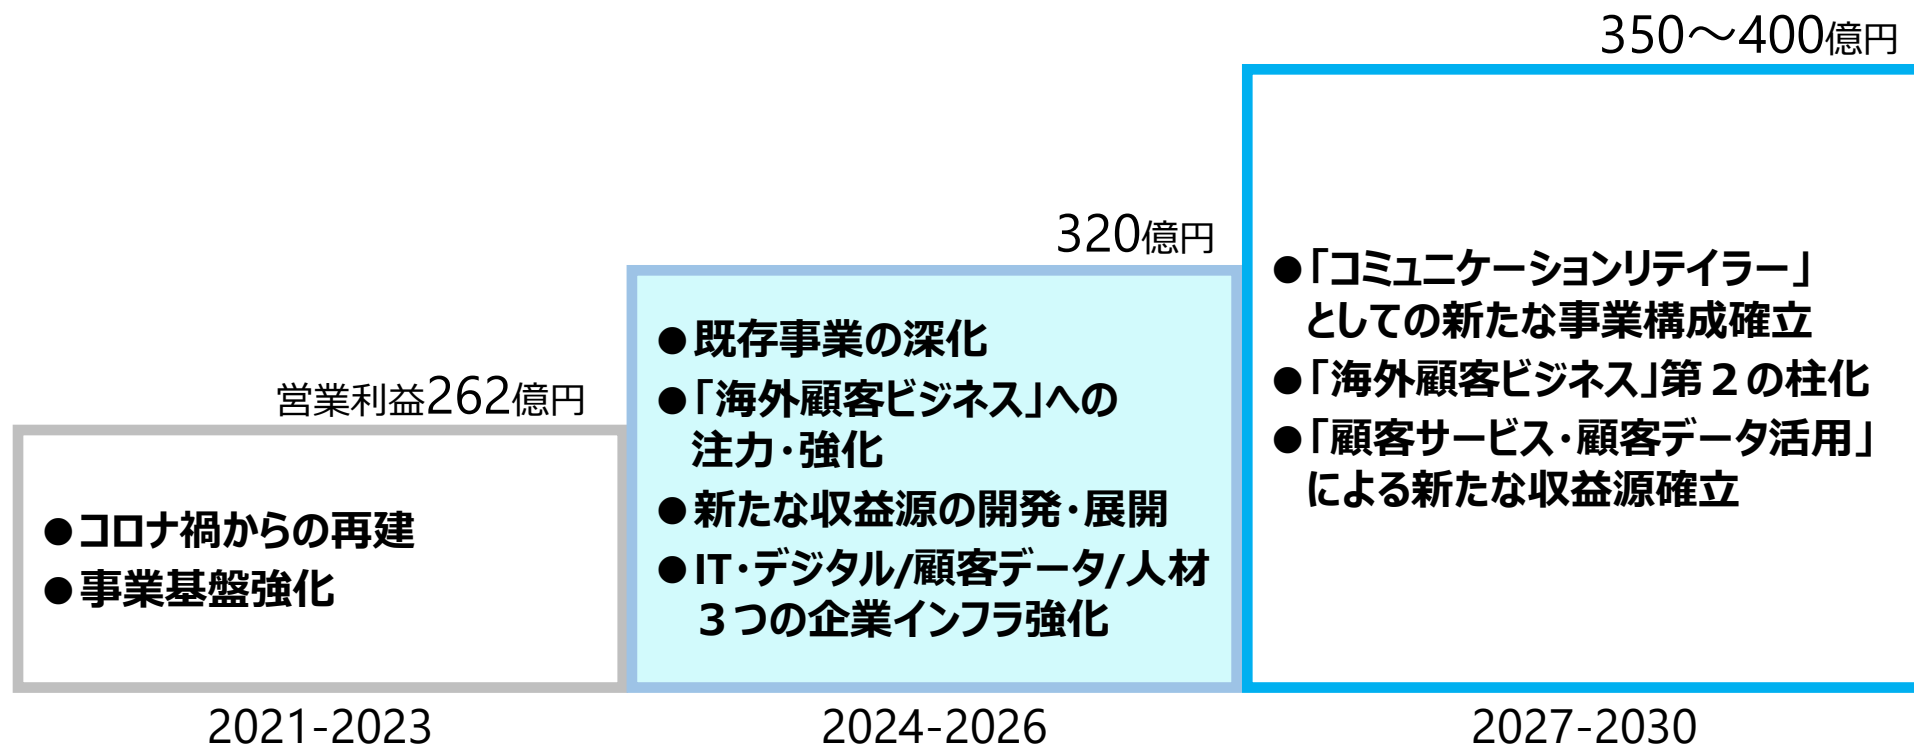 営業利益262億円
●コロナ禍からの再建
●事業基盤強化
2021-2023
320億円
●既存事業の深化
●「海外顧客ビジネス」への
注力・強化
●新たな収益源の開発・展開
●IT・デジタル/顧客データ/人材
３つの企業インフラ強化
2024-2026
350～400億円
●「コミュニケーションリテイラー」
としての新たな事業構成確立
●「海外顧客ビジネス」第２の柱化
●「顧客サービス・顧客データ活用」
による新たな収益源確立
2027-2030